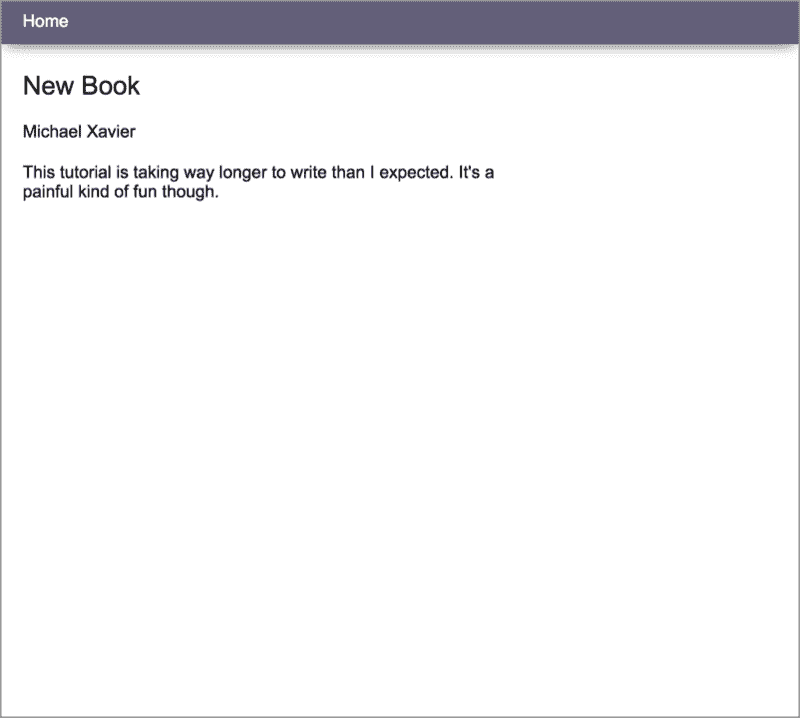 Home
New Book
Michael Xavier
This tutorial is taking way longer to write than I expected. It's a
painful kind of fun though.